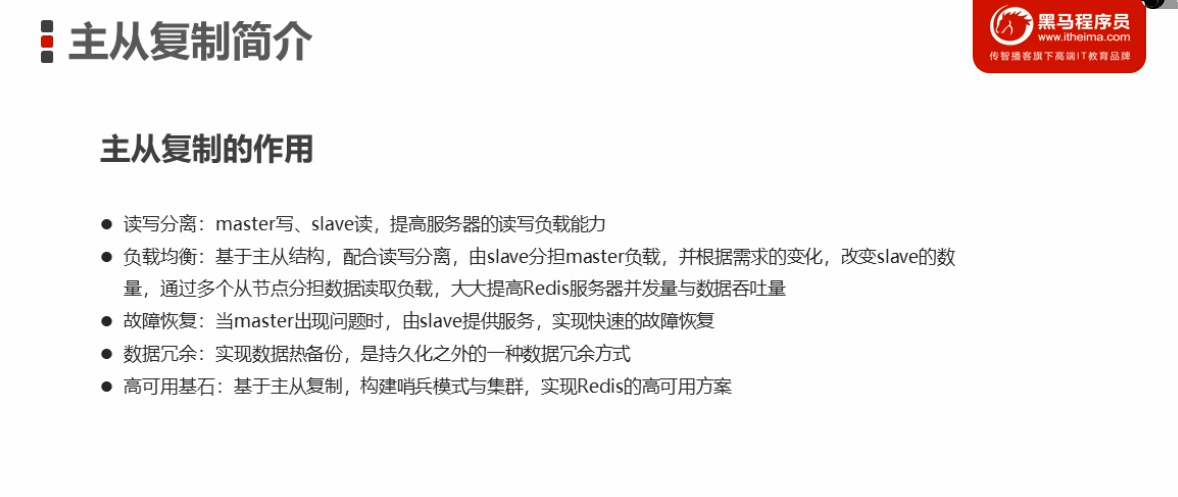 主从复制简介
黑马程序员
www.itheima.com
传智播客旗下高端IT教育品牌
主从复制的作用
● 读写分离：master写、slave读，提高服务器的读写负载能力
● 负载均衡：基于主从结构，配合读写分离，由slave分担master负载，并根据需求的变化，改变slave的数
量，通过多个从节点分担数据读取负载，大大提高Redis服务器并发量与数据吞吐量
● 故障恢复：当master出现问题时，由slave提供服务，实现快速的故障恢复
● 数据冗余：实现数据热备份，是持久化之外的一种数据冗余方式
● 高可用基石：基于主从复制，构建哨兵模式与集群，实现Redis的高可用方案